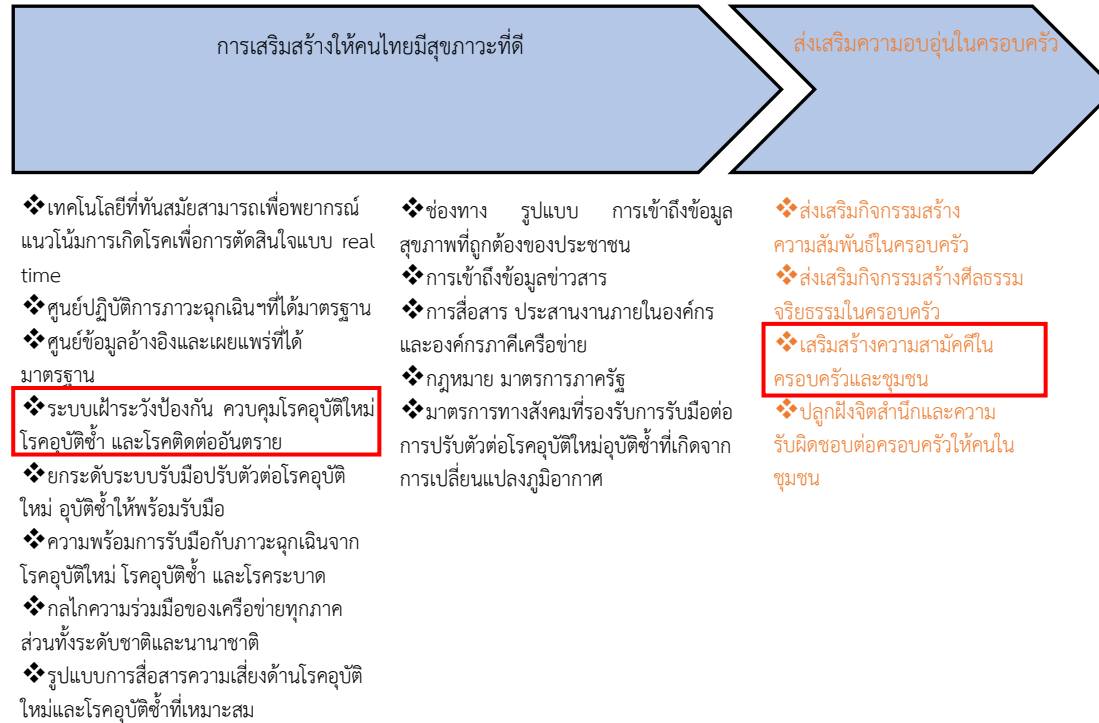 การเสริมสร้างให้คนไทยมีสุขภาวะที่ดี
ส่งเสริมความอบอุ่นในครอบครัว
❖เทคโนโลยีที่ทันสมัยสามารถเพื่อพยากรณ์
แนวโน้มการเกิดโรคเพื่อการตัดสินใจแบบ real
time
❖ศูนย์ปฏิบัติการภาวะฉุกเฉินฯที่ได้มาตรฐาน
❖ศูนย์ข้อมูลอ้างอิงและเผยแพร่ที่ได้
มาตรฐาน
❖ระบบเฝ้าระวังป้องกัน ควบคุมโรคอุบัติใหม่
โรคอุบัติซ้ำ และโรคติดต่ออันตราย
❖ยกระดับระบบรับมือปรับตัวต่อโรคอุบัติ
ใหม่ อุบัติซ้ำให้พร้อมรับมือ
❖ความพร้อมการรับมือกับภาวะฉุกเฉินจาก
โรคอุบัติใหม่ โรคอุบัติซ้ำ และโรคระบาด
❖กลไกความร่วมมือของเครือข่ายทุกภาค
ส่วนทั้งระดับชาติและนานาชาติ
❖รูปแบบการสื่อสารความเสี่ยงด้านโรคอุบัติ
ใหม่และโรคอุบัติซ้ำที่เหมาะสม
❖ช่องทาง รูปแบบ การเข้าถึงข้อมูล
สุขภาพที่ถูกต้องของประชาชน
❖การเข้าถึงข้อมูลข่าวสาร
❖การสื่อสาร ประสานงานภายในองค์กร
และองค์กรภาคีเครือข่าย
❖กฎหมาย มาตรการภาครัฐ
❖มาตรการทางสังคมที่รองรับการรับมือต่อ
การปรับตัวต่อโรคอุบัติใหม่อุบัติซ้ำที่เกิดจาก
การเปลี่ยนแปลงภูมิอากาศ
❖ส่งเสริมกิจกรรมสร้าง
ความสัมพันธ์ในครอบครัว
❖ส่งเสริมกิจกรรมสร้างศีลธรรม
จริยธรรมในครอบครัว
❖เสริมสร้างความสามัคคีใน
ครอบครัวและชุมชน
❖ปลูกฝังจิตสำนึกและความ
รับผิดชอบต่อครอบครัวให้คนใน
ชุมชน